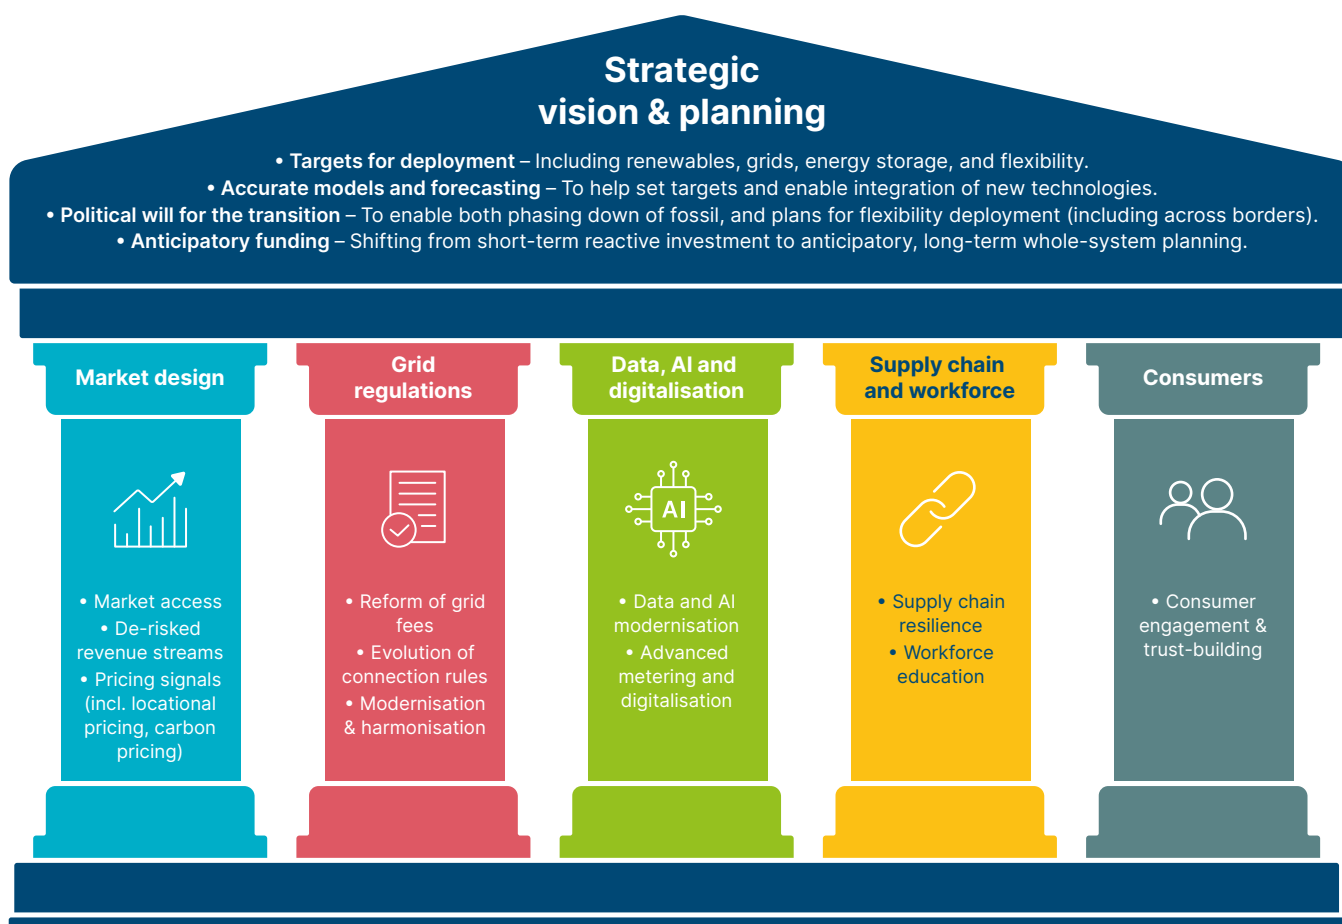 Strategic
vision & planning
• Targets for deployment – Including renewables, grids, energy storage, and flexibility.
• Accurate models and forecasting – To help set targets and enable integration of new technologies.
• Political will for the transition – To enable both phasing down of fossil, and plans for flexibility deployment (including across borders).
• Anticipatory funding – Shifting from short-term reactive investment to anticipatory, long-term whole-system planning.
Market design
• Market access
• De-risked
revenue streams
• Pricing signals
(incl. locational
pricing, carbon
pricing)
Grid
regulations
• Reform of grid
fees
• Evolution of
connection rules
• Modernisation
& harmonisation
Data, AI and
digitalisation
AI
• Data and AI
modernisation
• Advanced
metering and
digitalisation
Supply chain
and workforce
• Supply chain
resilience
• Workforce
education
Consumers
• Consumer
engagement &
trust-building